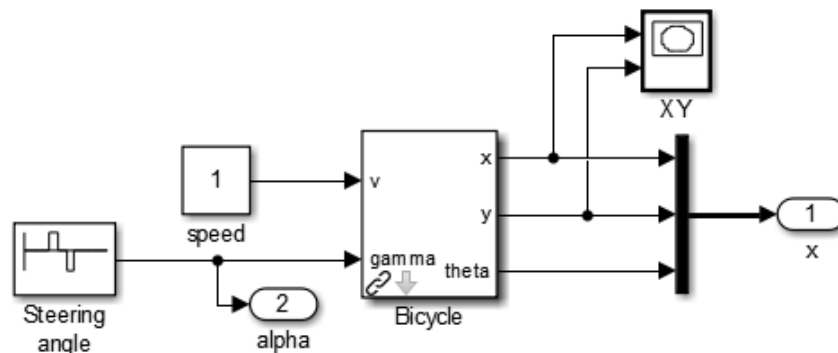 XY
1
speed
v
x
y
gamma
theta
Bicycle
Steering
angle
2
alpha
1
x